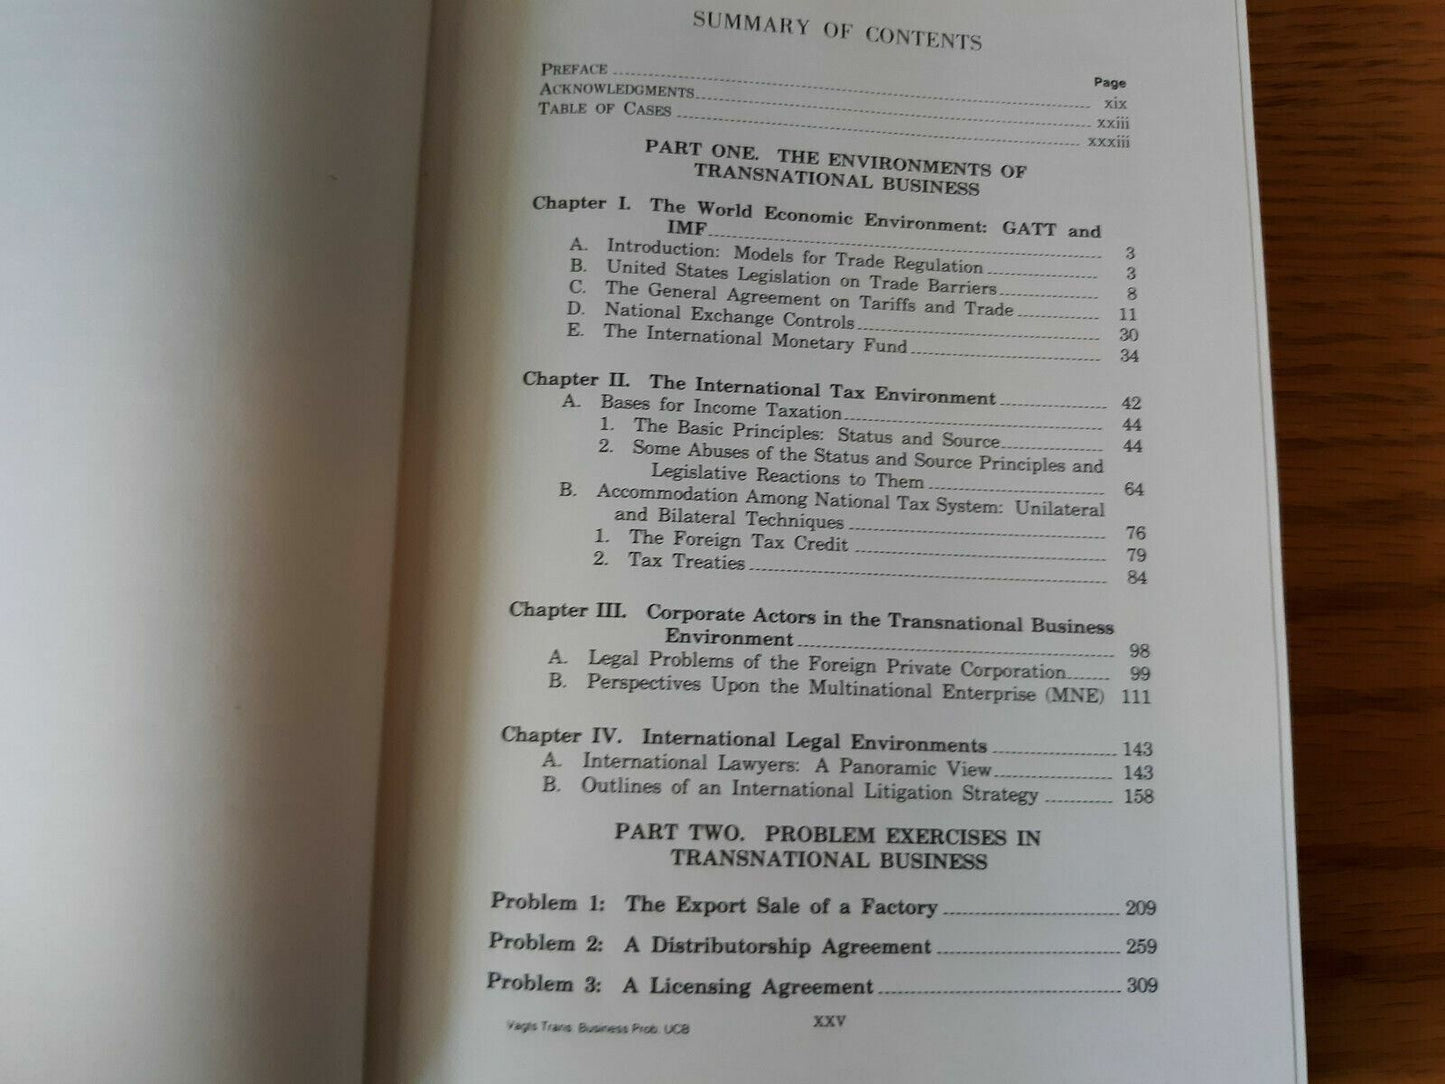 SUMMARY OF CONTENTS
Page
PREFACE xix
ACKNOWLEDGMENTS xxiii
TABLE OF CASES xxxiii
PART ONE. THE ENVIRONMENTS OF
TRANSNATIONAL BUSINESS
Chapter I. The World Economic Environment: GATT and
IMF 3
A. Introduction: Models for Trade Regulation 3
B. United States Legislation on Trade Barriers 8
C. The General Agreement on Tariffs and Trade 11
D. National Exchange Controls 30
E. The International Monetary Fund 34
Chapter II. The International Tax Environment 42
A. Bases for Income Taxation 44
1. The Basic Principles: Status and Source 44
2. Some Abuses of the Status and Source Principles and
Legislative Reactions to Them 64
B. Accommodation Among National Tax System: Unilateral
and Bilateral Techniques 76
1. The Foreign Tax Credit 79
2. Tax Treaties 84
Chapter III. Corporate Actors in the Transnational Business
Environment 98
A. Legal Problems of the Foreign Private Corporation 99
B. Perspectives Upon the Multinational Enterprise (MNE) 111
Chapter IV. International Legal Environments 143
A. International Lawyers: A Panoramic View 143
B. Outlines of an International Litigation Strategy 158
PART TWO. PROBLEM EXERCISES IN
TRANSNATIONAL BUSINESS
Problem 1: The Export Sale of a Factory 209
Problem 2: A Distributorship Agreement 259
Problem 3: A Licensing Agreement 309
Vagts Trans. Business Prob. UCB
XXV